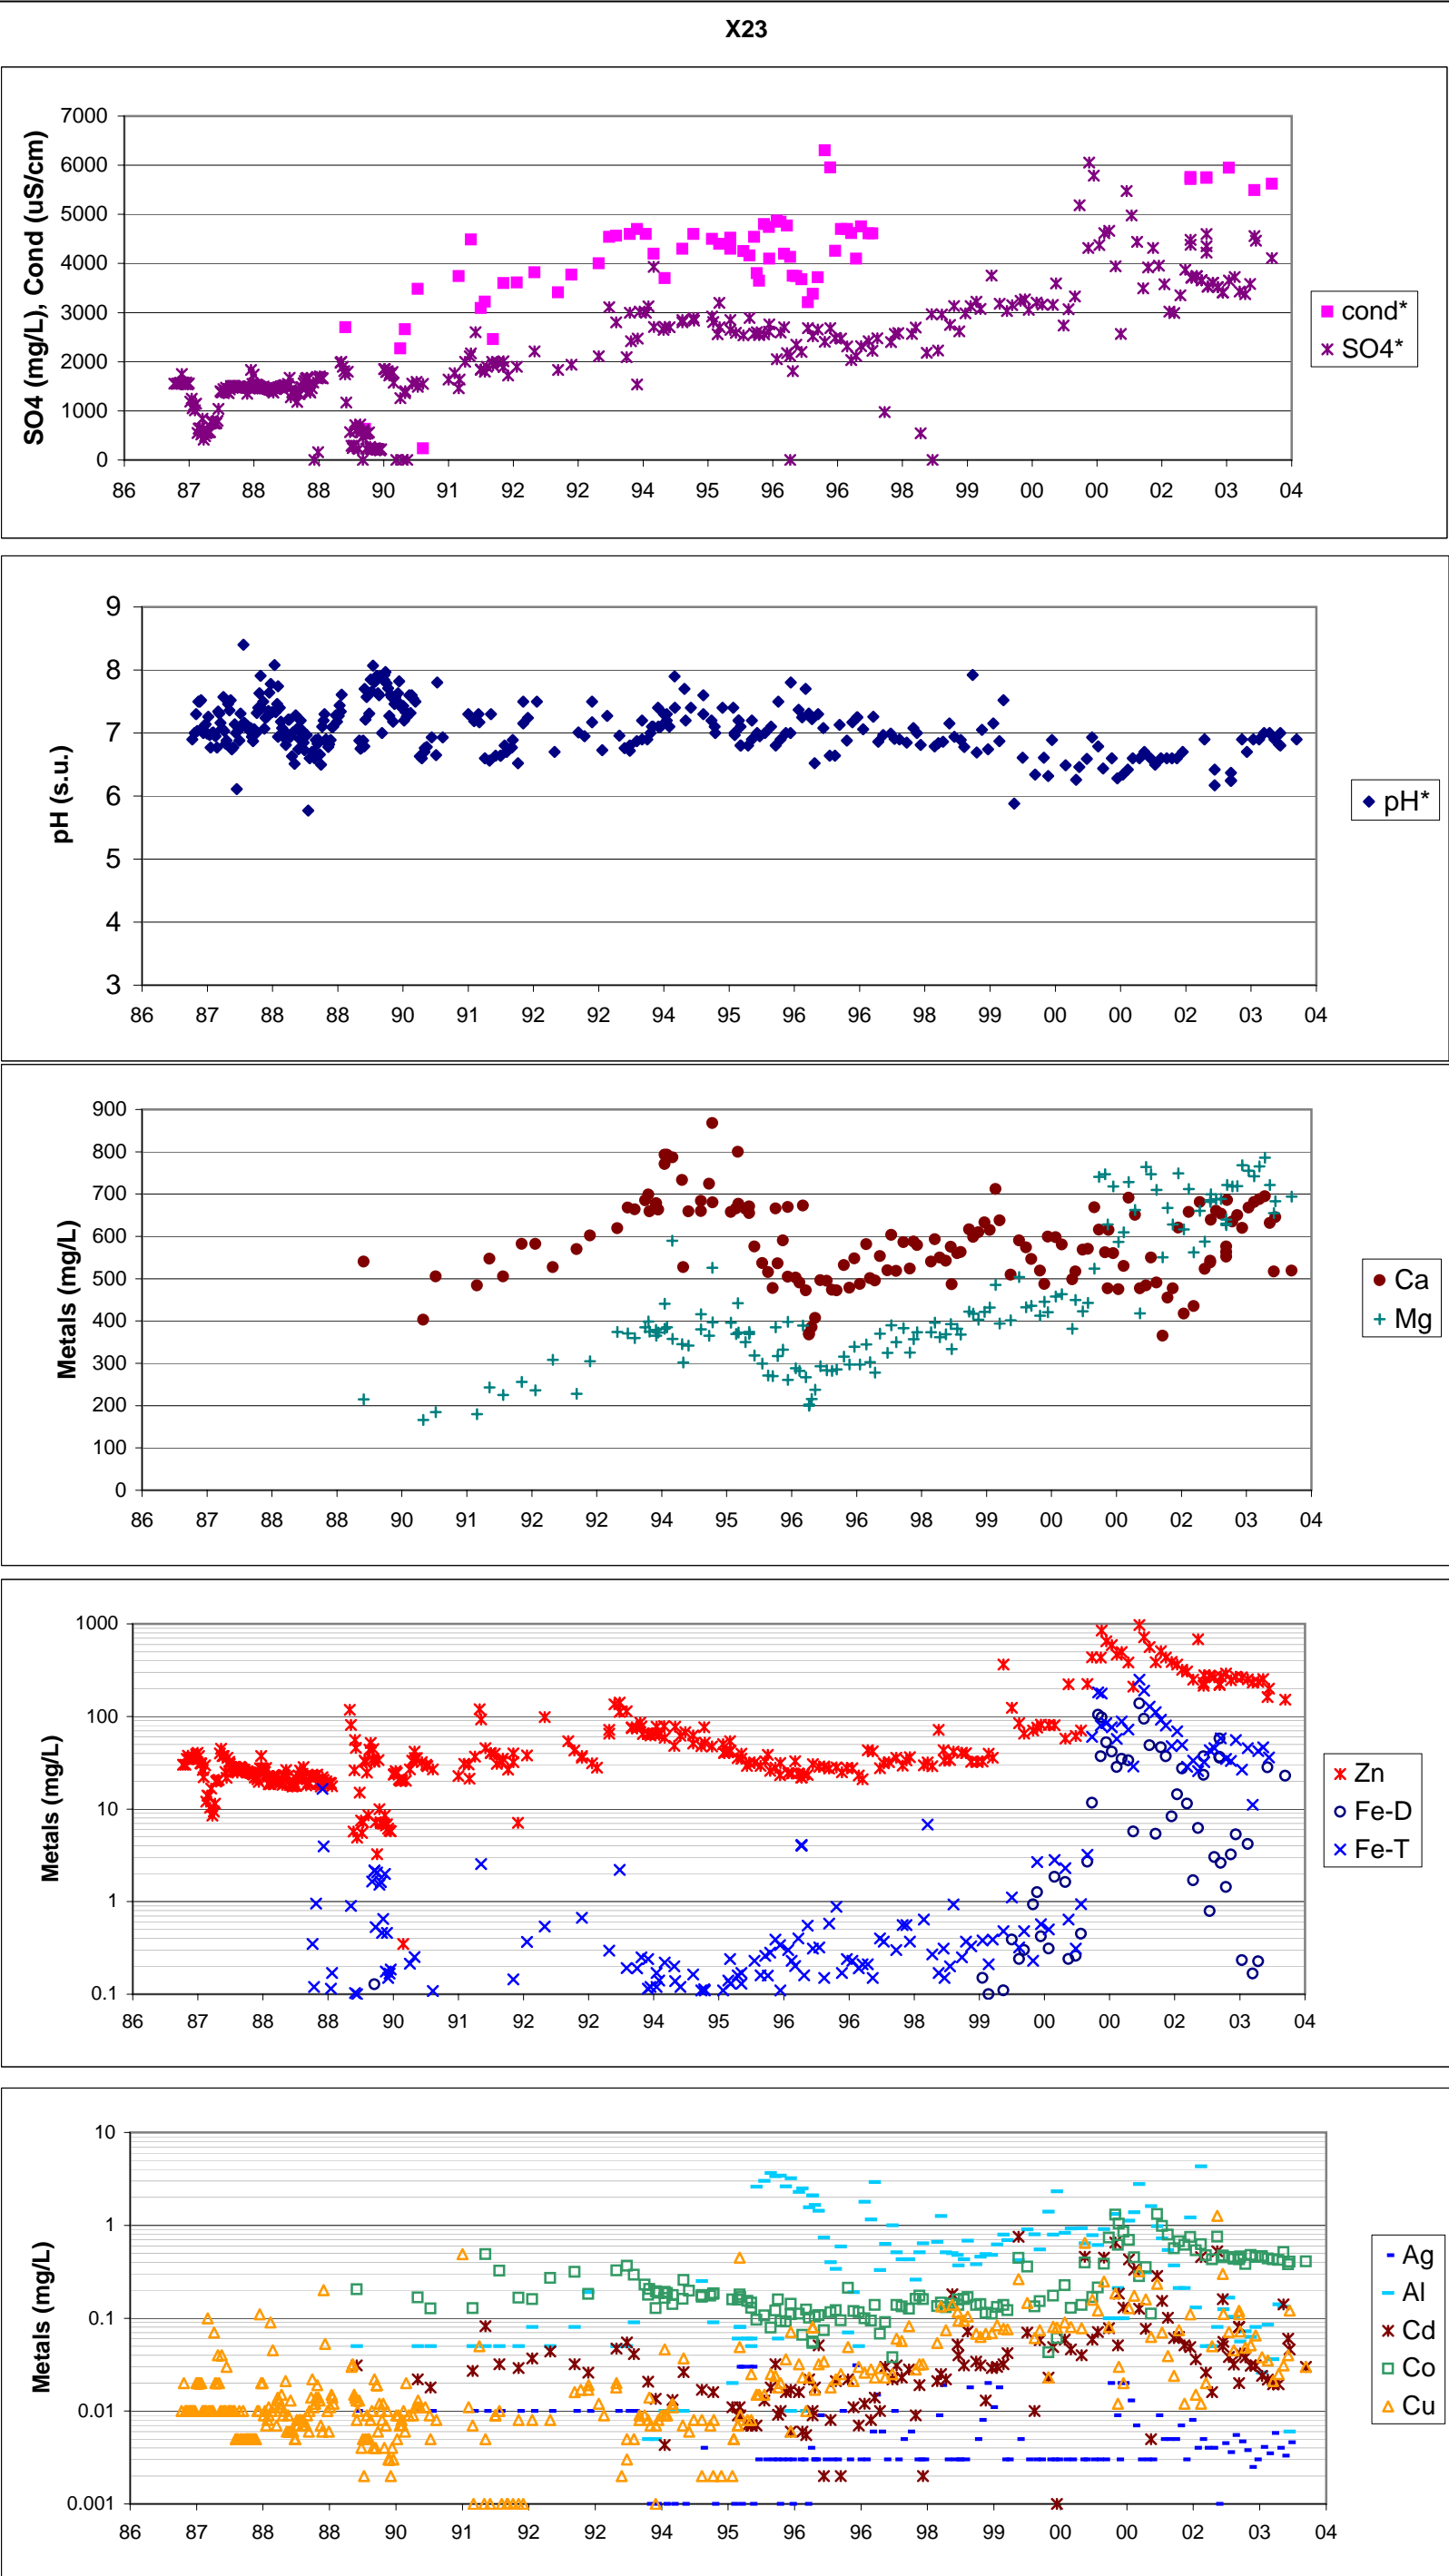 X23
SO4 (mg/L), Cond (uS/cm)
7000
6000
5000
4000
3000
2000
1000
0
86 87 88 88 90 91 92 92 94 95 96 96 98 99 00 00 02 03 04
cond*
SO4*
pH (s.u.)
9
8
7
6
5
4
3
86 87 88 88 90 91 92 92 94 95 96 96 98 99 00 00 02 03 04
pH*
Metals (mg/L)
900
800
700
600
500
400
300
200
100
0
86 87 88 88 90 91 92 92 94 95 96 96 98 99 00 00 02 03 04
Ca
Mg
Metals (mg/L)
1000
100
10
1
0.1
86 87 88 88 90 91 92 92 94 95 96 96 98 99 00 00 02 03 04
Zn
Fe-D
Fe-T
Metals (mg/L)
10
1
0.1
0.01
0.001
86 87 88 88 90 91 92 92 94 95 96 96 98 99 00 00 02 03 04
Ag
Al
Cd
Co
Cu